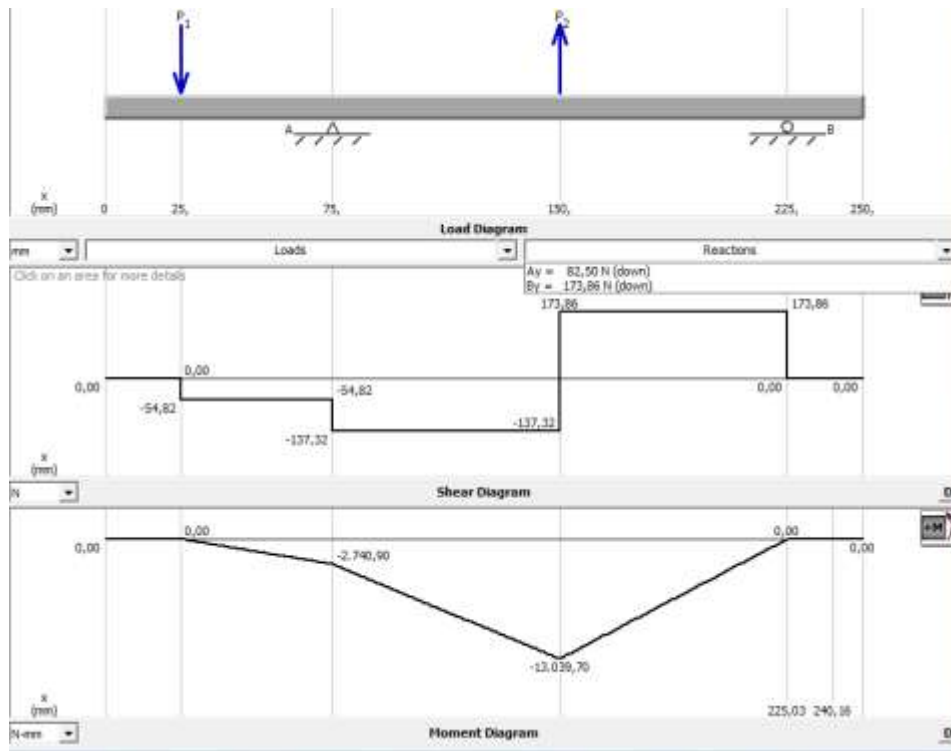 P1 P2
A B
x
(mm) 0 25, 75, 150, 225, 250,
Load Diagram
mm Loads Reactions
Click on an area for more details
Ay = 82,50 N (down)
By = 173,86 N (down)
173,86 173,86
0,00 0,00 0,00 0,00
-54,82 -54,82
-137,32 -137,32
x
(mm)
N Shear Diagram
0,00 0,00 0,00 0,00
+M
-2.740,90
-13.039,70
x
(mm) 225,03 240,16
N-mm Moment Diagram